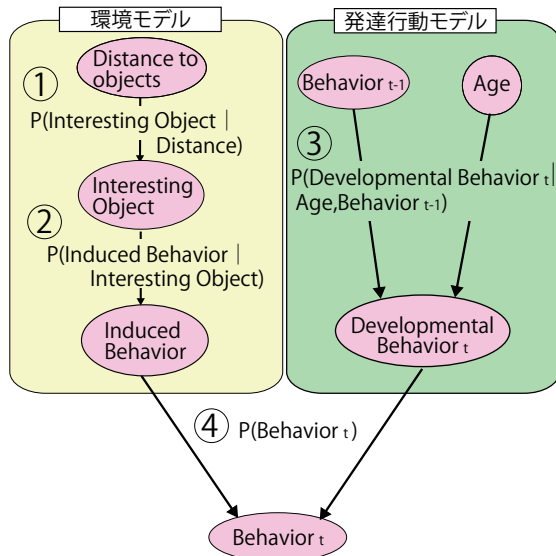 環境モデル
Distance to
objects
①
P(Interesting Object｜
Distance)
Interesting
Object
②
P(Induced Behavior｜
Interesting Object)
Induced
Behavior
発達行動モデル
Behavior t-1
Age
③
P(Developmental Behavior t｜
Age,Behavior t-1)
Developmental
Behavior t
④ P(Behavior t)
Behavior t